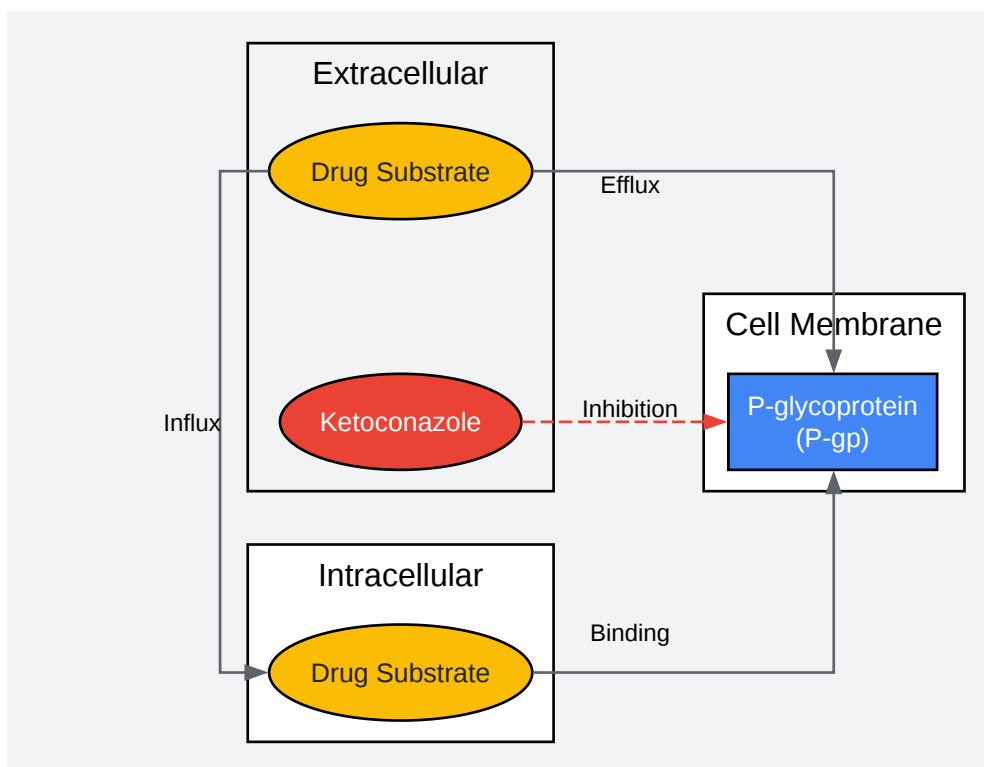 Extracellular
Drug Substrate
Efflux
Cell Membrane
Ketoconazole
Inhibition
P-glycoprotein
(P-gp)
Influx
Intracellular
Binding
Drug Substrate